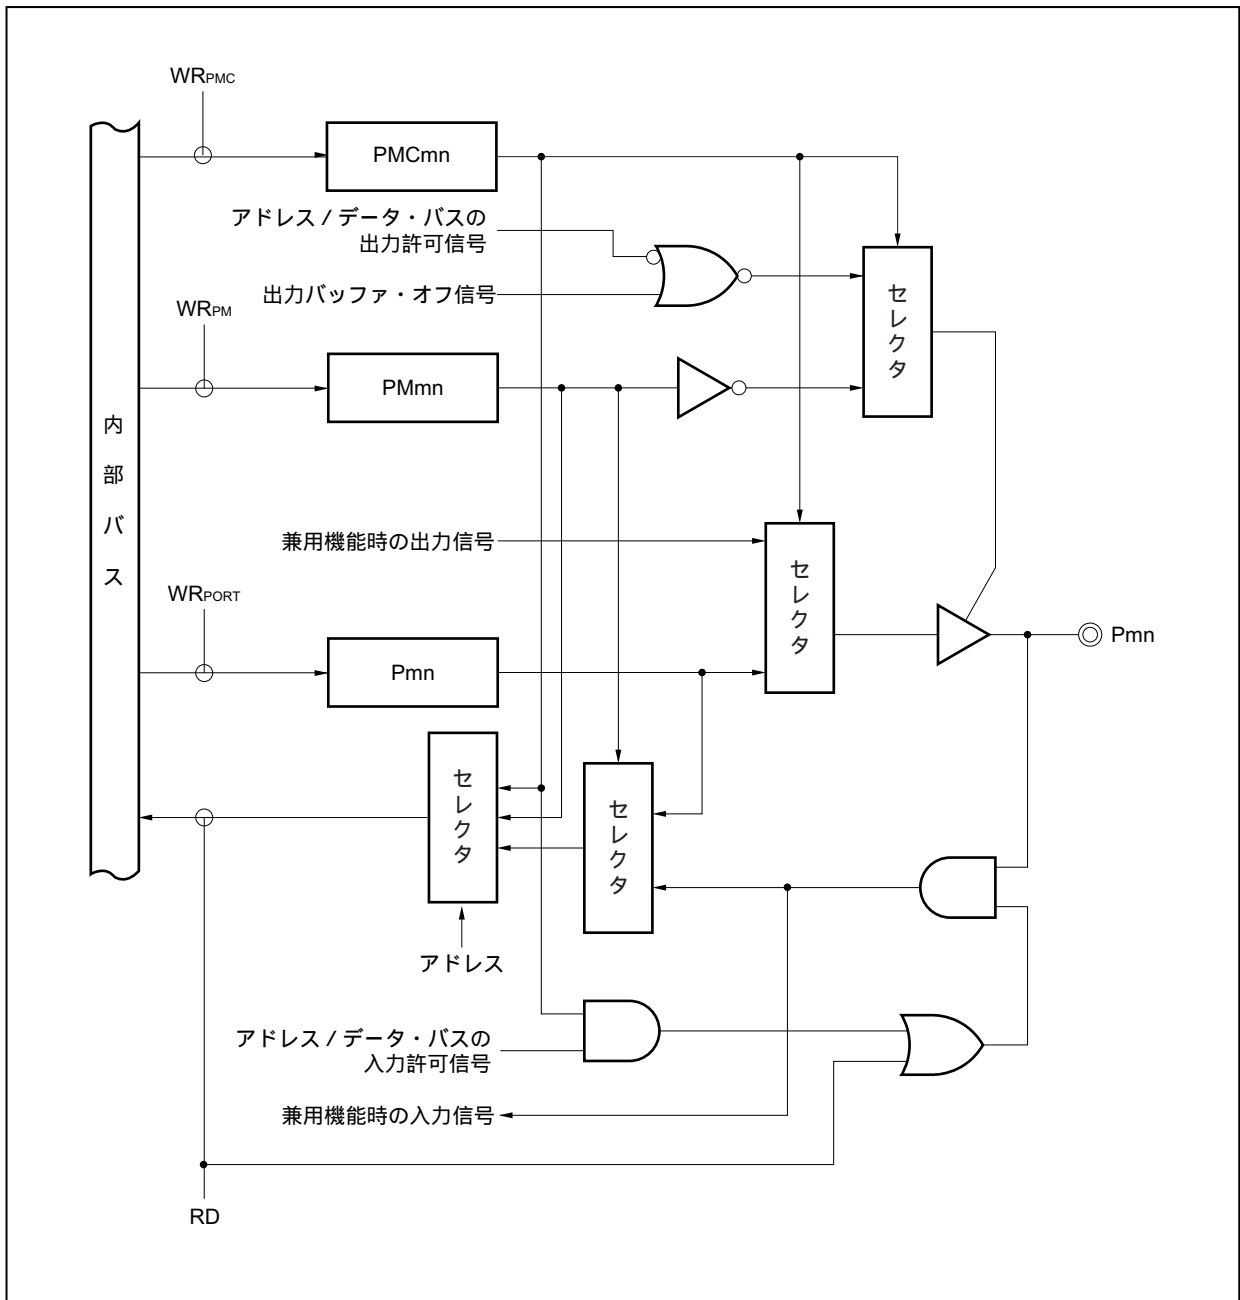 WRPMC
PMCmn
アドレス / データ・バスの
出力許可信号
出力バッファ・オフ信号
セレクタ
WRPM
PMmn
内部バス
兼用機能時の出力信号
セレクタ
WRPORT
Pmn
Pmn
セレクタ
セレクタ
アドレス
アドレス / データ・バスの
入力許可信号
兼用機能時の入力信号
RD